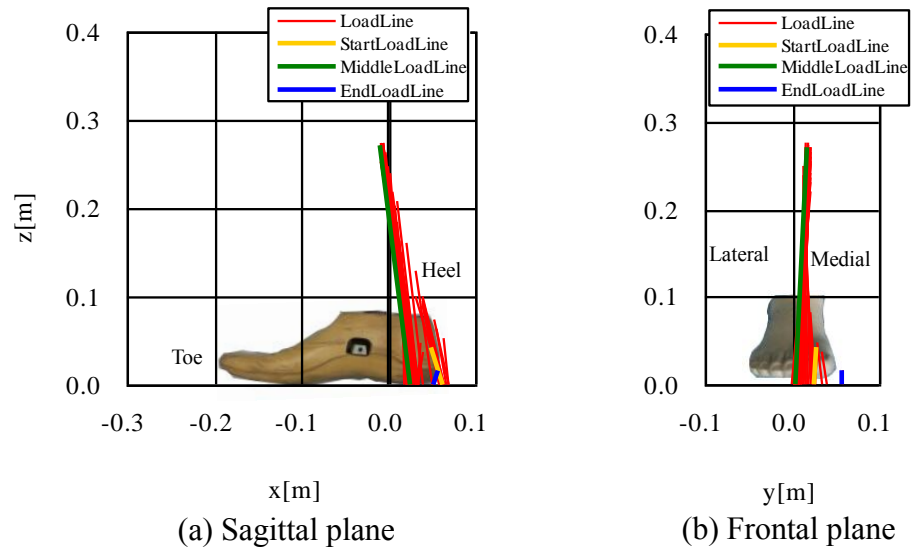 LoadLine
StartLoadLine
MiddleLoadLine
EndLoadLine
0.4
0.3
0.2
0.1
0.0
z[m]
Heel
Toe
-0.3
-0.2
-0.1
0.0
0.1
x[m]
(a) Sagittal plane
LoadLine
StartLoadLine
MiddleLoadLine
EndLoadLine
0.4
0.3
0.2
0.1
0.0
Lateral
Medial
-0.1
0.0
0.1
y[m]
(b) Frontal plane